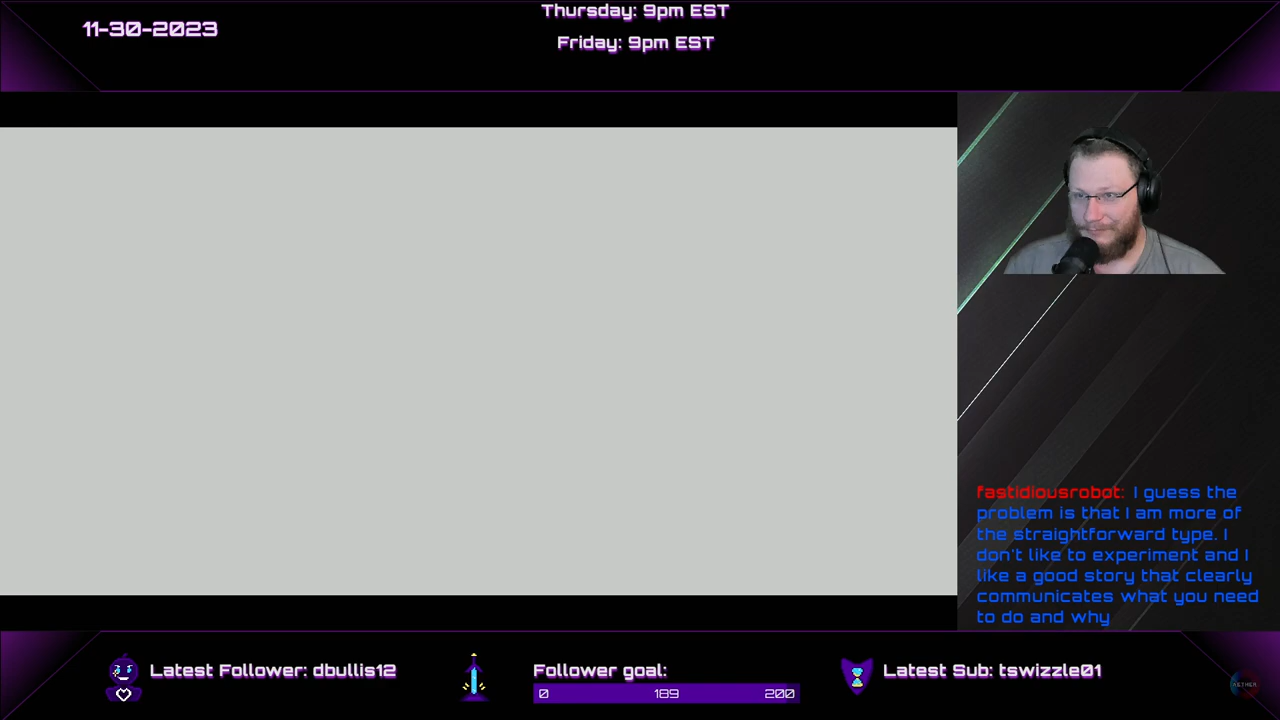 11-30-2023
Thursday: 9pm EST
Friday: 9pm EST
fastidiousrobot: I guess the
problem is that I am more of
the straightforward type. I
don't like to experiment and I
like a good story that clearly
communicates what you need
to do and why
Latest Follower: dbullis12
Follower goal:
0 189 200
Latest Sub: tswizzle01